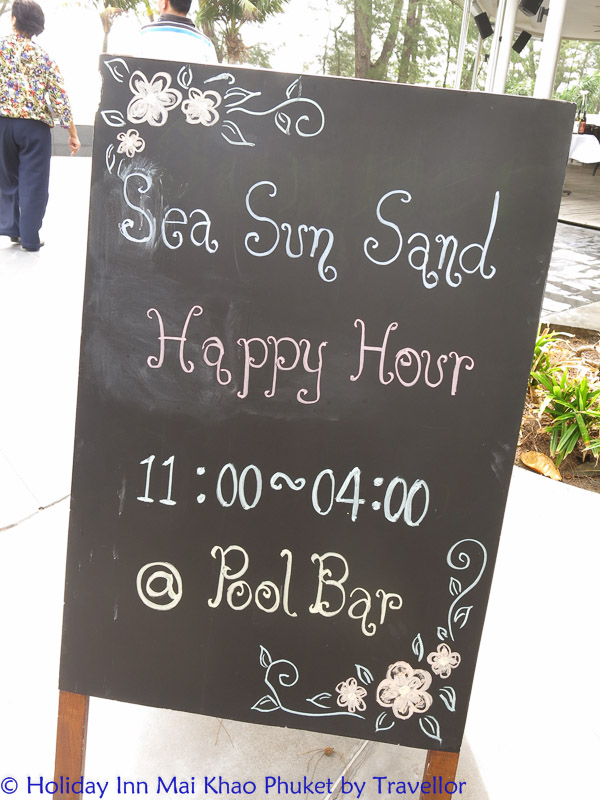 Sea Sun Sand
Happy Hour
11:00~04:00
@ Pool Bar
© Holiday Inn Mai Khao Phuket by Travellor